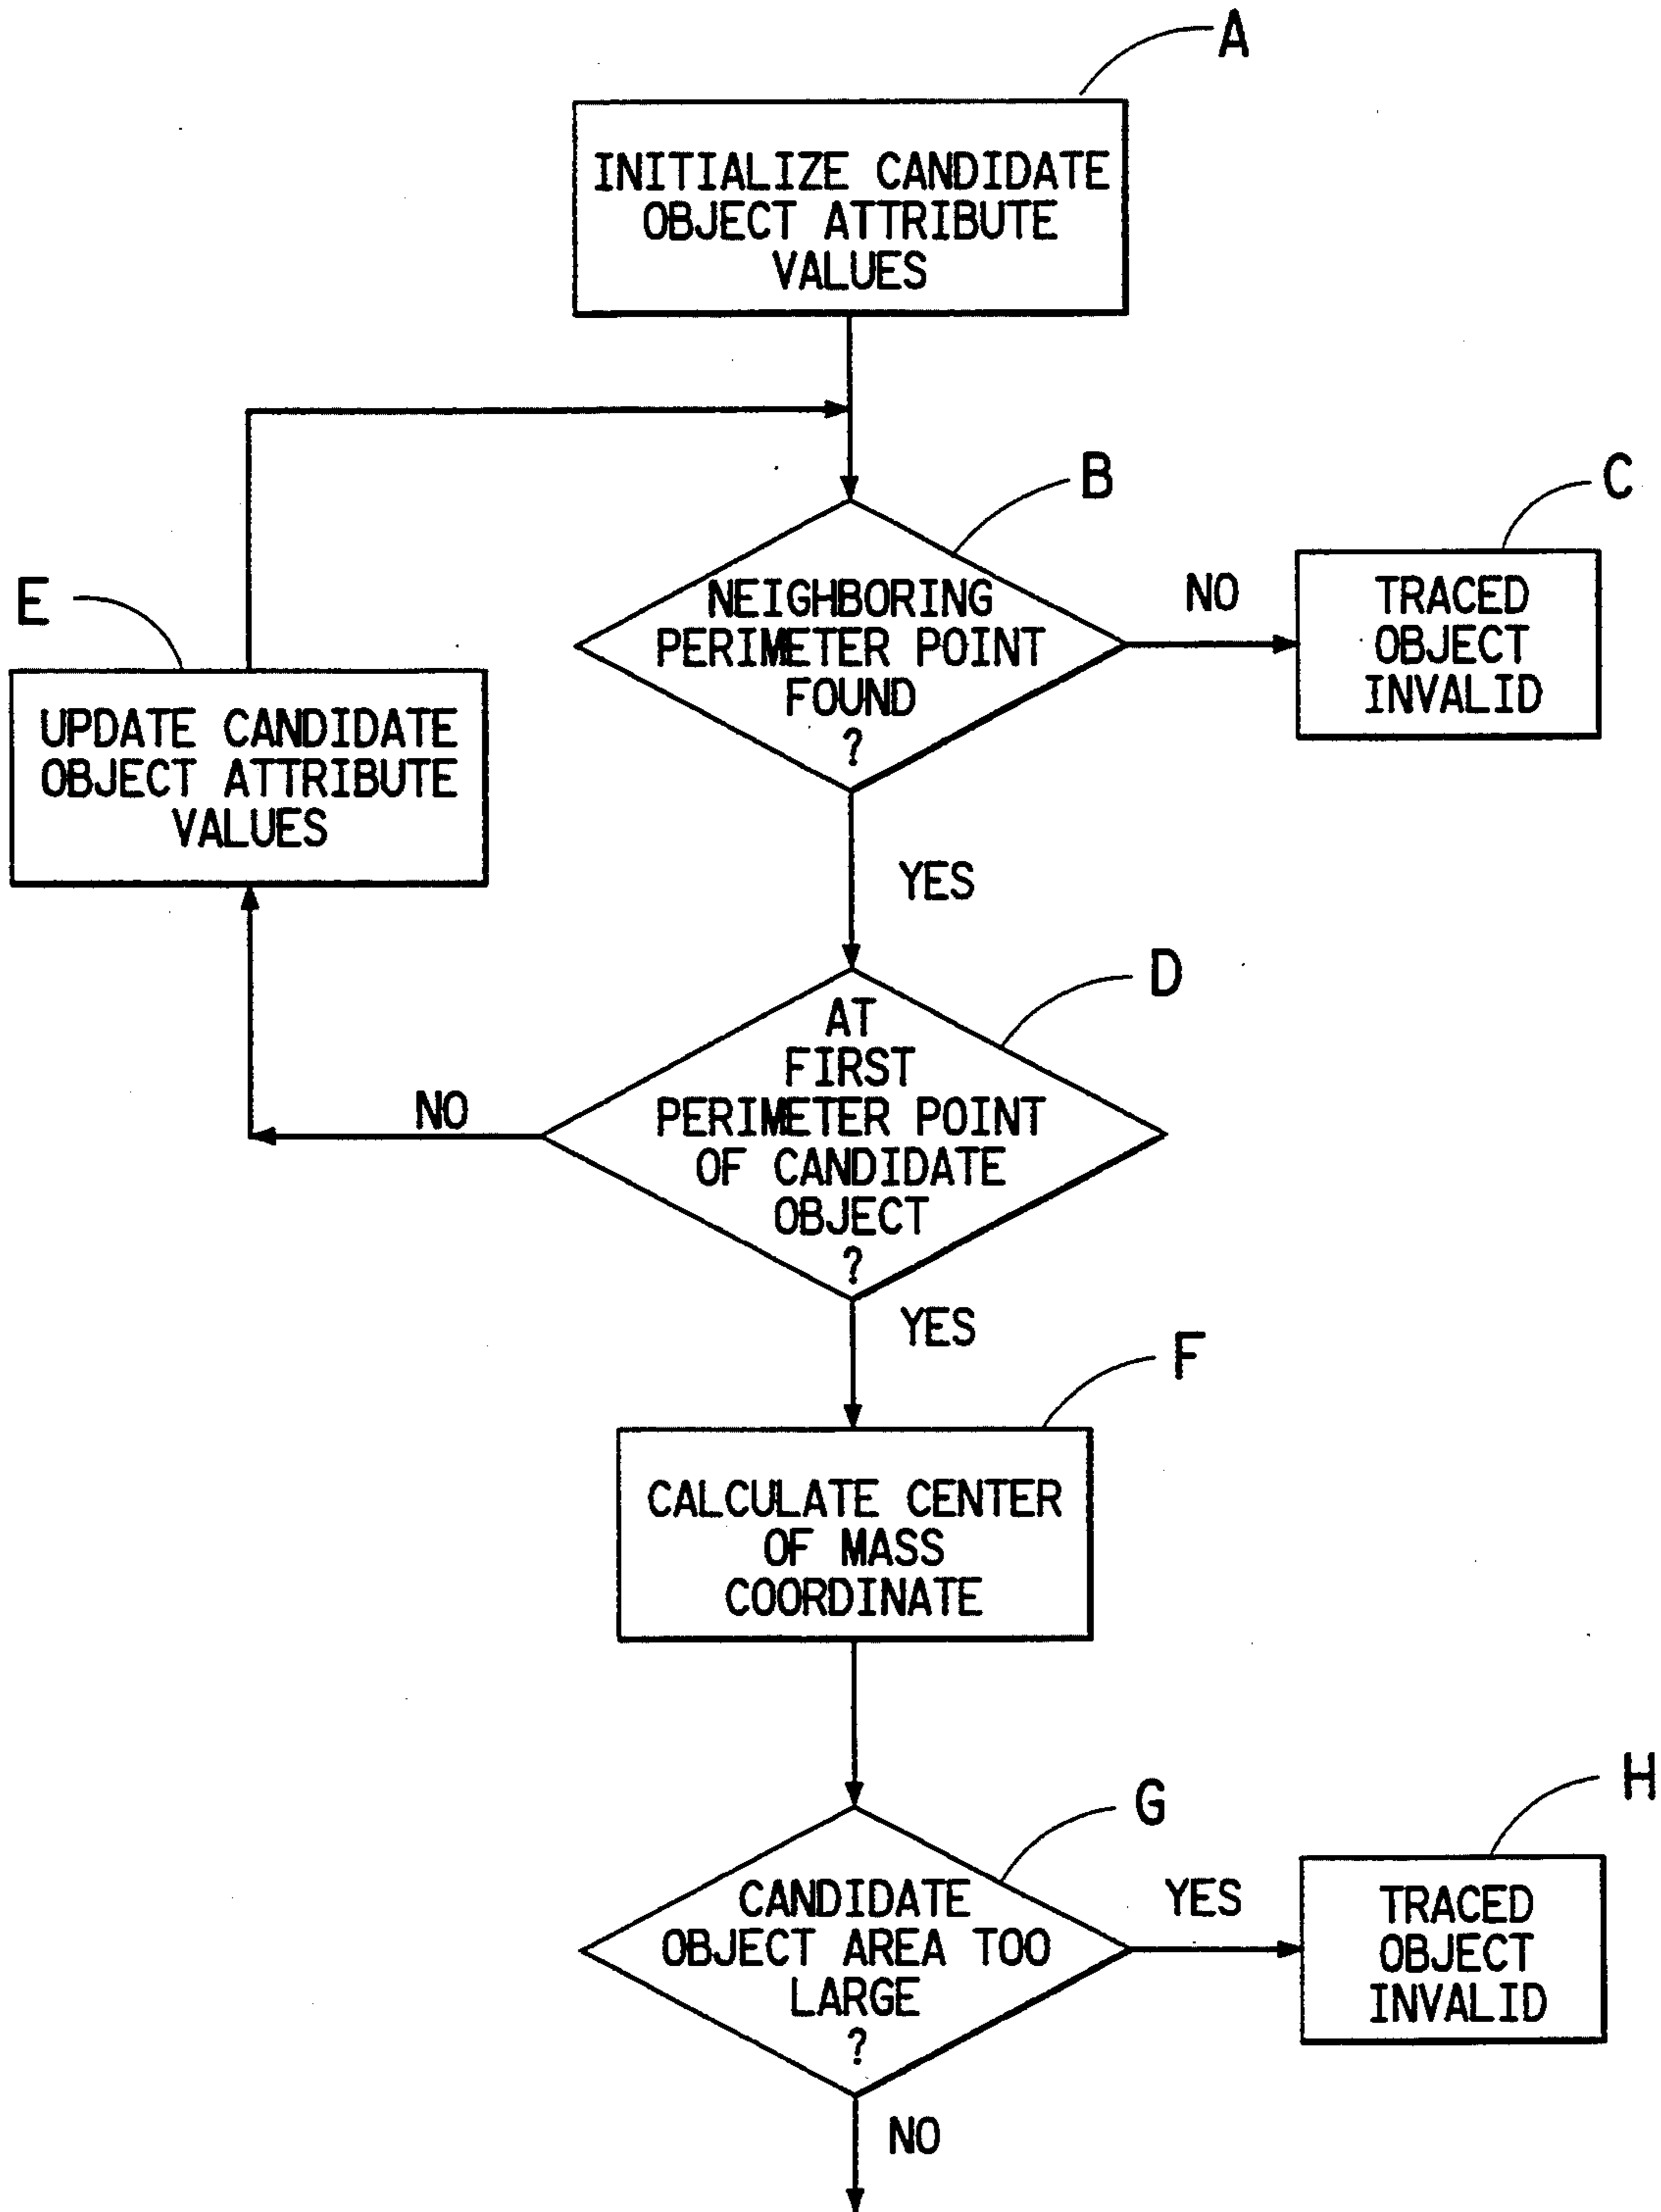 A
INITIALIZE CANDIDATE
OBJECT ATTRIBUTE
VALUES
B
C
NEIGHBORING
PERIMETER POINT
FOUND
?
NO
TRACED
OBJECT
INVALID
E
UPDATE CANDIDATE
OBJECT ATTRIBUTE
VALUES
YES
D
AT
FIRST
PERIMETER POINT
OF CANDIDATE
OBJECT
?
NO
YES
F
CALCULATE CENTER
OF MASS
COORDINATE
G
H
CANDIDATE
OBJECT AREA TOO
LARGE
?
YES
TRACED
OBJECT
INVALID
NO